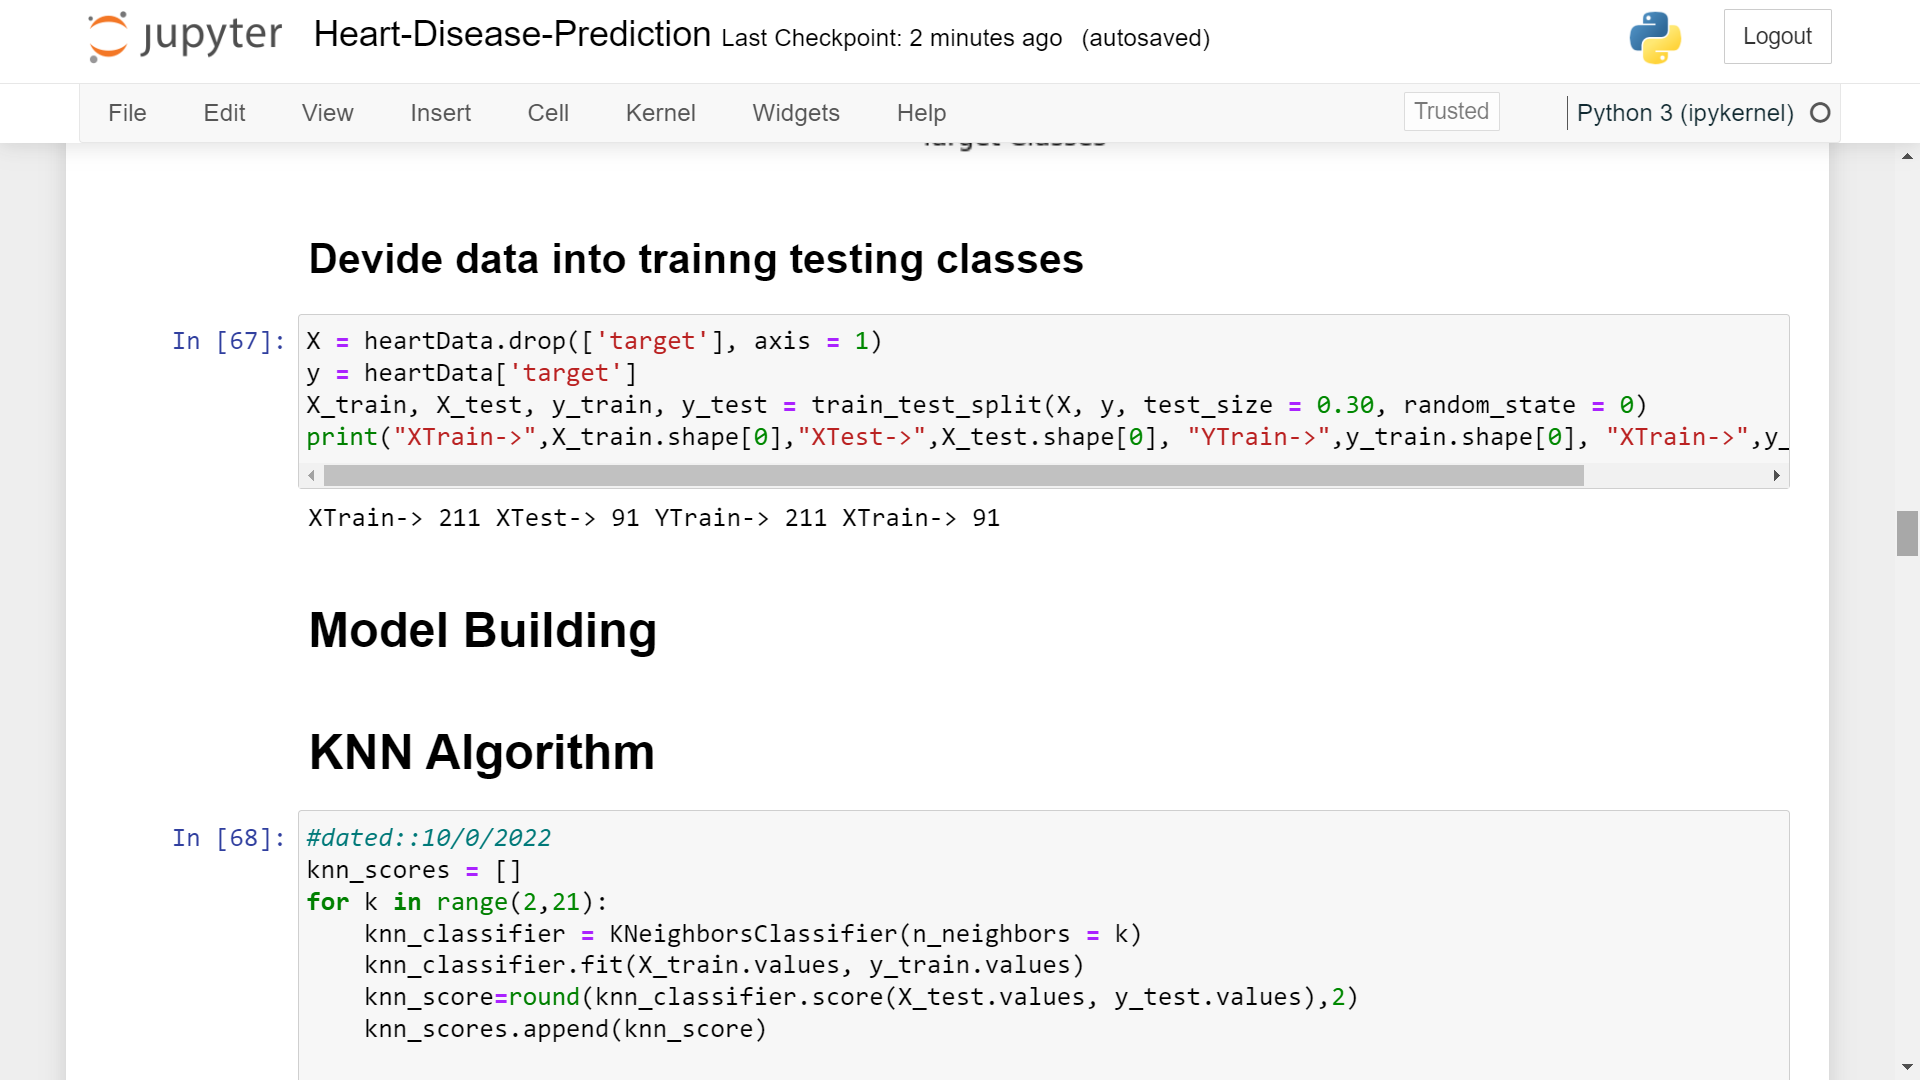 jupyter Heart-Disease-Prediction Last Checkpoint: 2 minutes ago (autosaved) Logout
File Edit View Insert Cell Kernel Widgets Help Trusted Python 3 (ipykernel)
Target Classes
Devide data into trainng testing classes
In [67]: X = heartData.drop(['target'], axis = 1)
y = heartData['target']
X_train, X_test, y_train, y_test = train_test_split(X, y, test_size = 0.30, random_state = 0)
print("XTrain->",X_train.shape[0],"XTest->",X_test.shape[0], "YTrain->",y_train.shape[0], "XTrain->",y_
XTrain-> 211 XTest-> 91 YTrain-> 211 XTrain-> 91
Model Building
KNN Algorithm
In [68]: #dated::10/0/2022
knn_scores = []
for k in range(2,21):
    knn_classifier = KNeighborsClassifier(n_neighbors = k)
    knn_classifier.fit(X_train.values, y_train.values)
    knn_score=round(knn_classifier.score(X_test.values, y_test.values),2)
    knn_scores.append(knn_score)